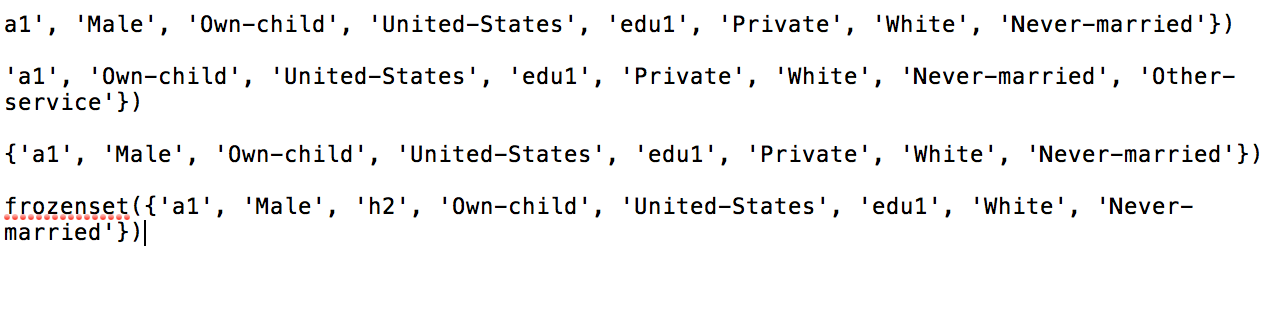 a1', 'Male', 'Own-child', 'United-States', 'edu1', 'Private', 'White', 'Never-married'})
'a1', 'Own-child', 'United-States', 'edu1', 'Private', 'White', 'Never-married', 'Other-
service'})
{'a1', 'Male', 'Own-child', 'United-States', 'edu1', 'Private', 'White', 'Never-married'})
frozenset({'a1', 'Male', 'h2', 'Own-child', 'United-States', 'edu1', 'White', 'Never-
married'})